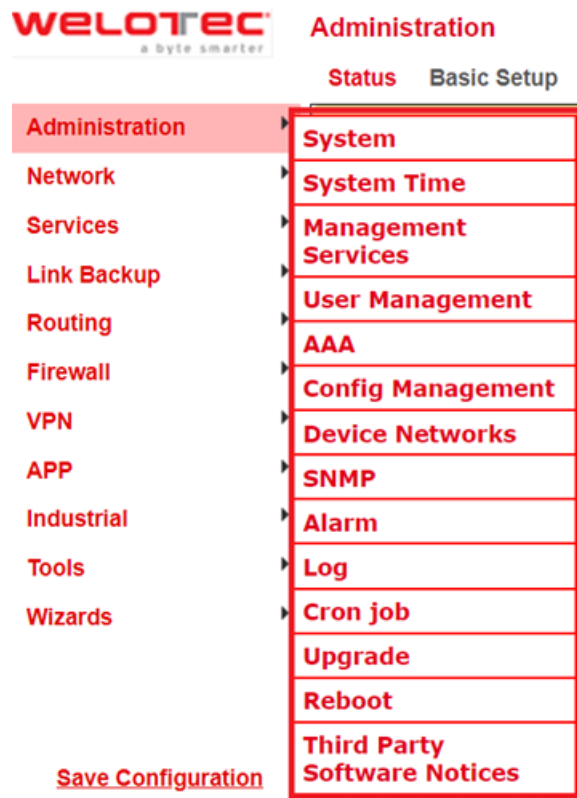 WELOTEC
a byte smarter
Administration
Status Basic Setup
Administration
Network
Services
Link Backup
Routing
Firewall
VPN
APP
Industrial
Tools
Wizards
Save Configuration
System
System Time
Management
Services
User Management
AAA
Config Management
Device Networks
SNMP
Alarm
Log
Cron job
Upgrade
Reboot
Third Party
Software Notices